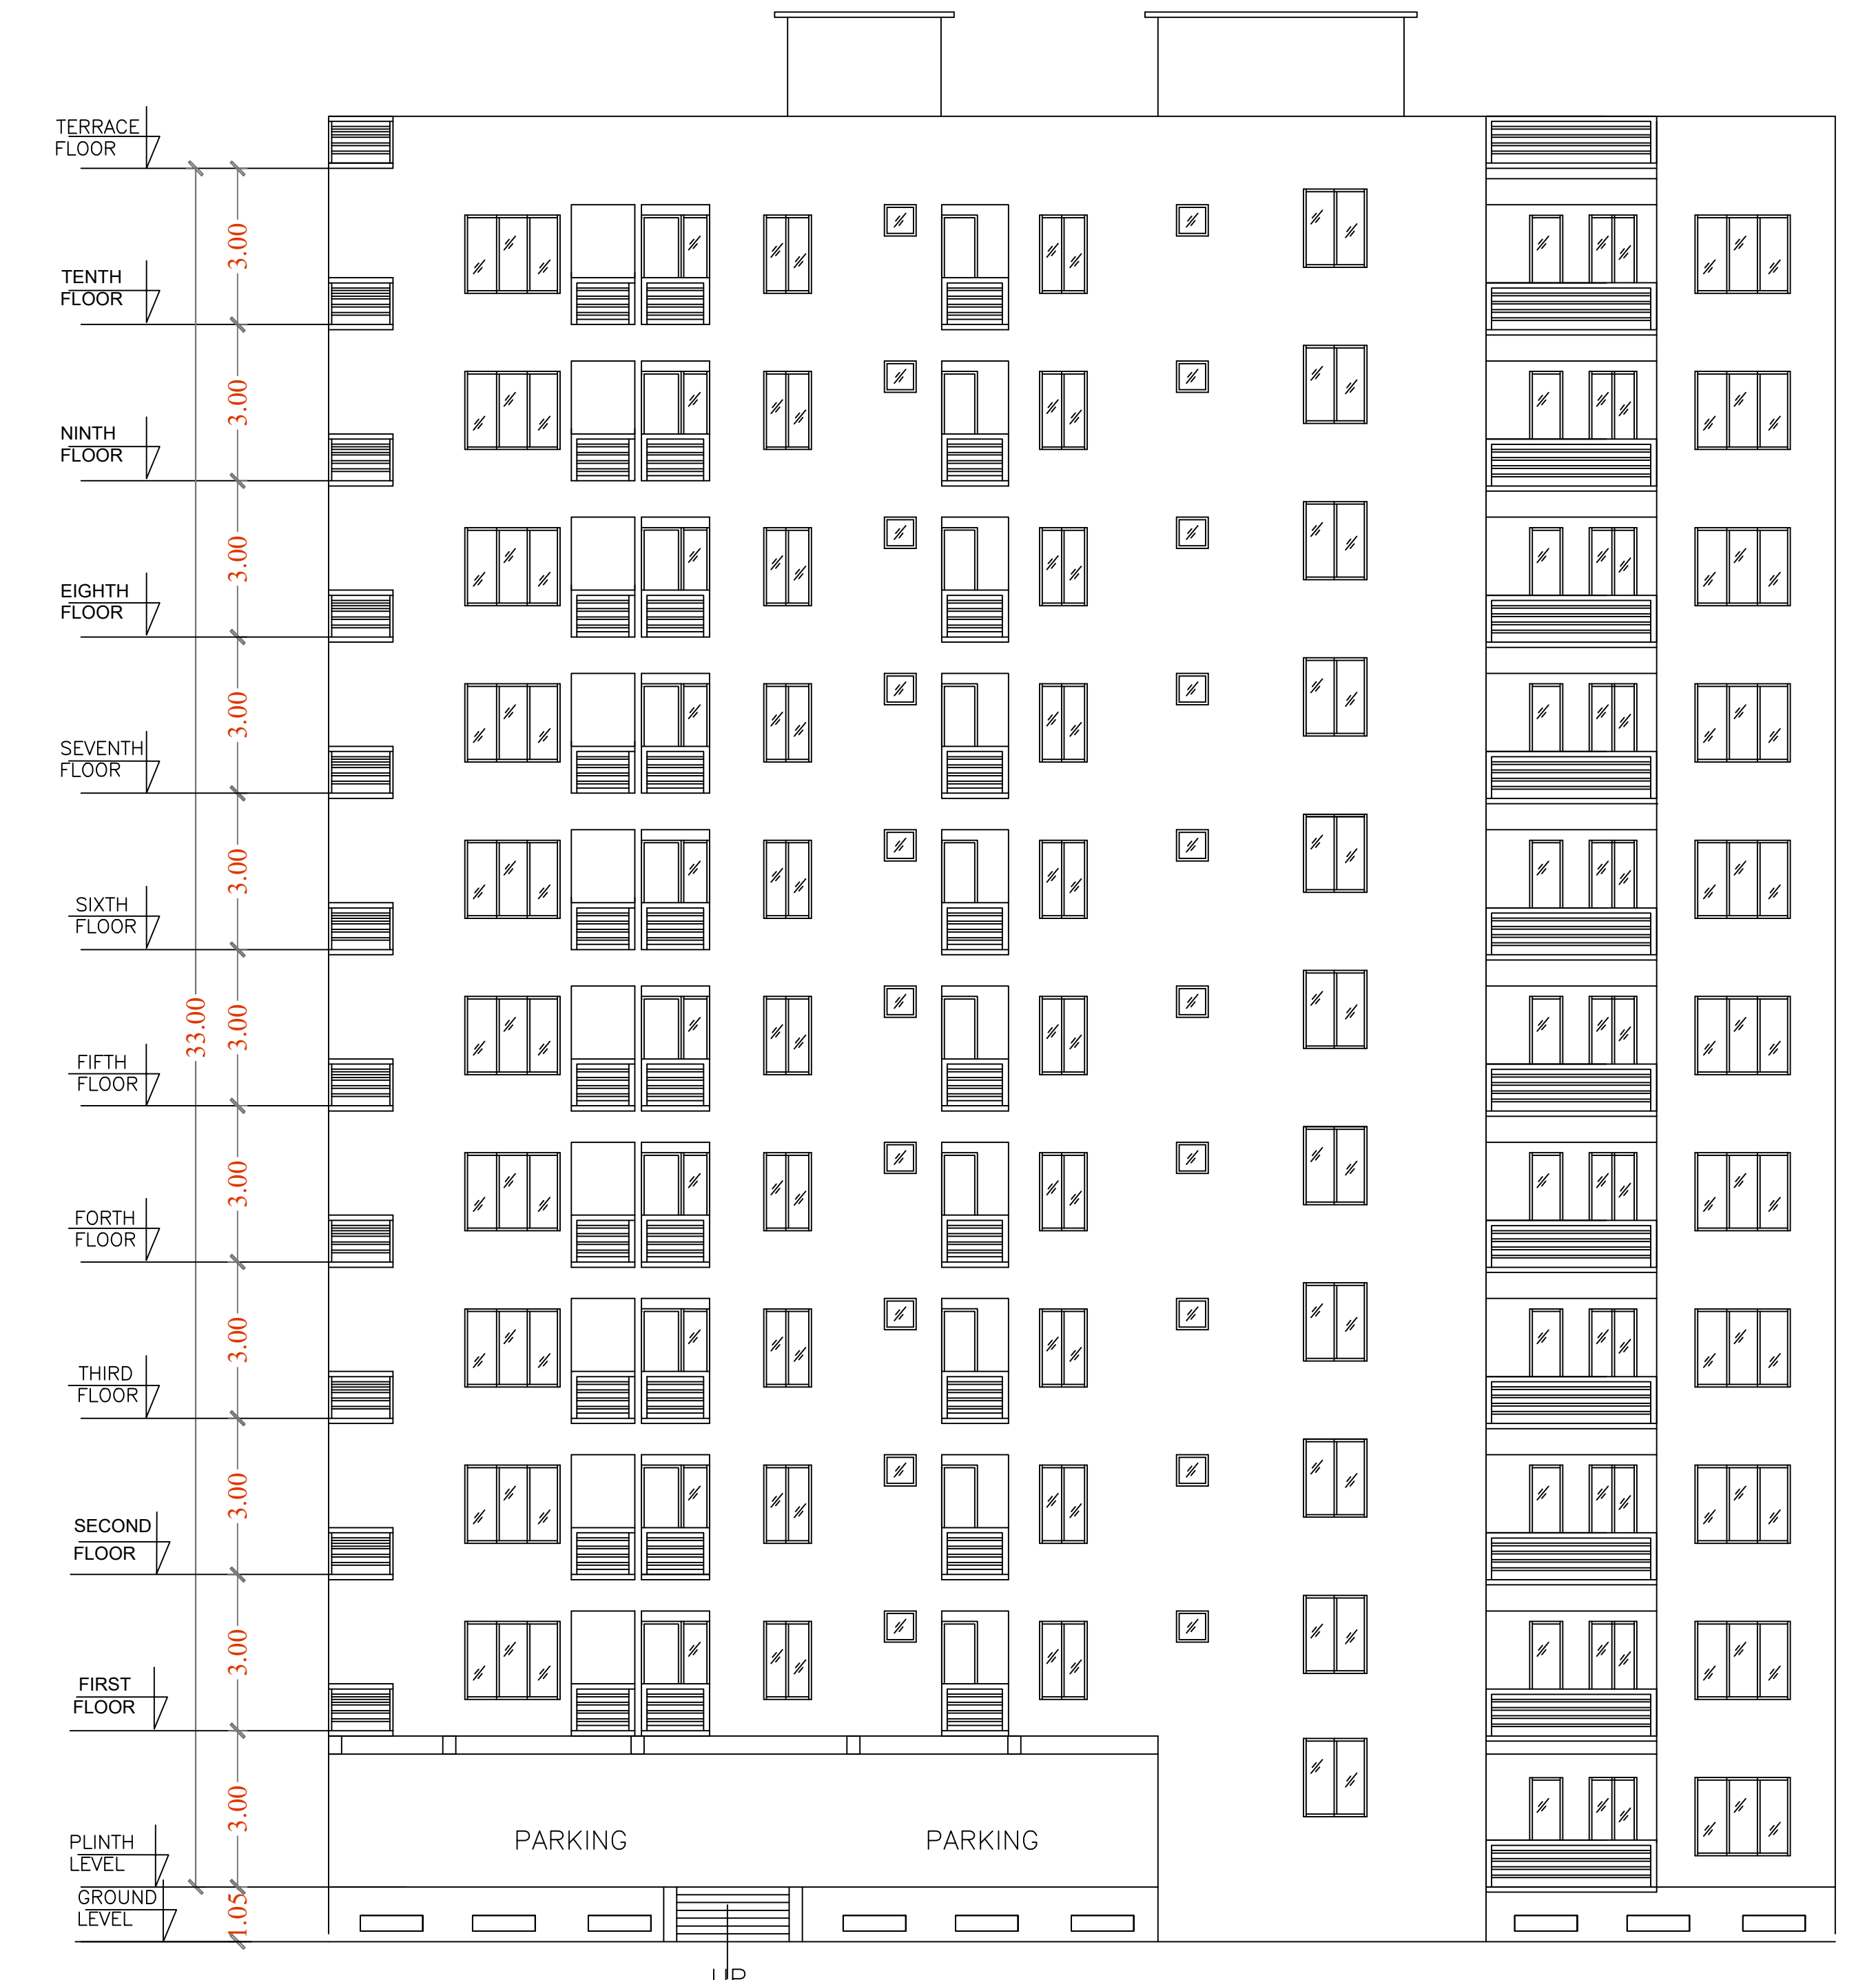 TERRACE
FLOOR
3.00
TENTH
FLOOR
3.00
NINTH
FLOOR
3.00
EIGHTH
FLOOR
3.00
SEVENTH
FLOOR
3.00
SIXTH
FLOOR
33.00
3.00
FIFTH
FLOOR
3.00
FORTH
FLOOR
3.00
THIRD
FLOOR
3.00
SECOND
FLOOR
3.00
FIRST
FLOOR
3.00
PARKING
PARKING
PLINTH
LEVEL
GROUND
LEVEL
1.05
UP